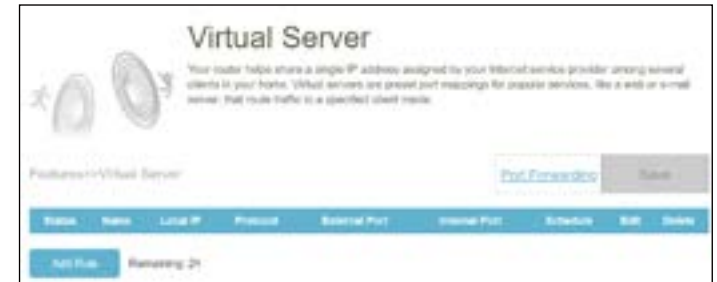 Virtual Server
Your router helps share a single IP address assigned by your Internet service provider among several
clients in your home. Virtual servers are preset port mappings for popular services, like a web or e-mail
server, that route traffic to a specified client inside.
Features>>Virtual Server
Port Forwarding
Save
Status Name Local IP Protocol External Port Internal Port Schedule Edit Delete
Add Rule
Remaining: